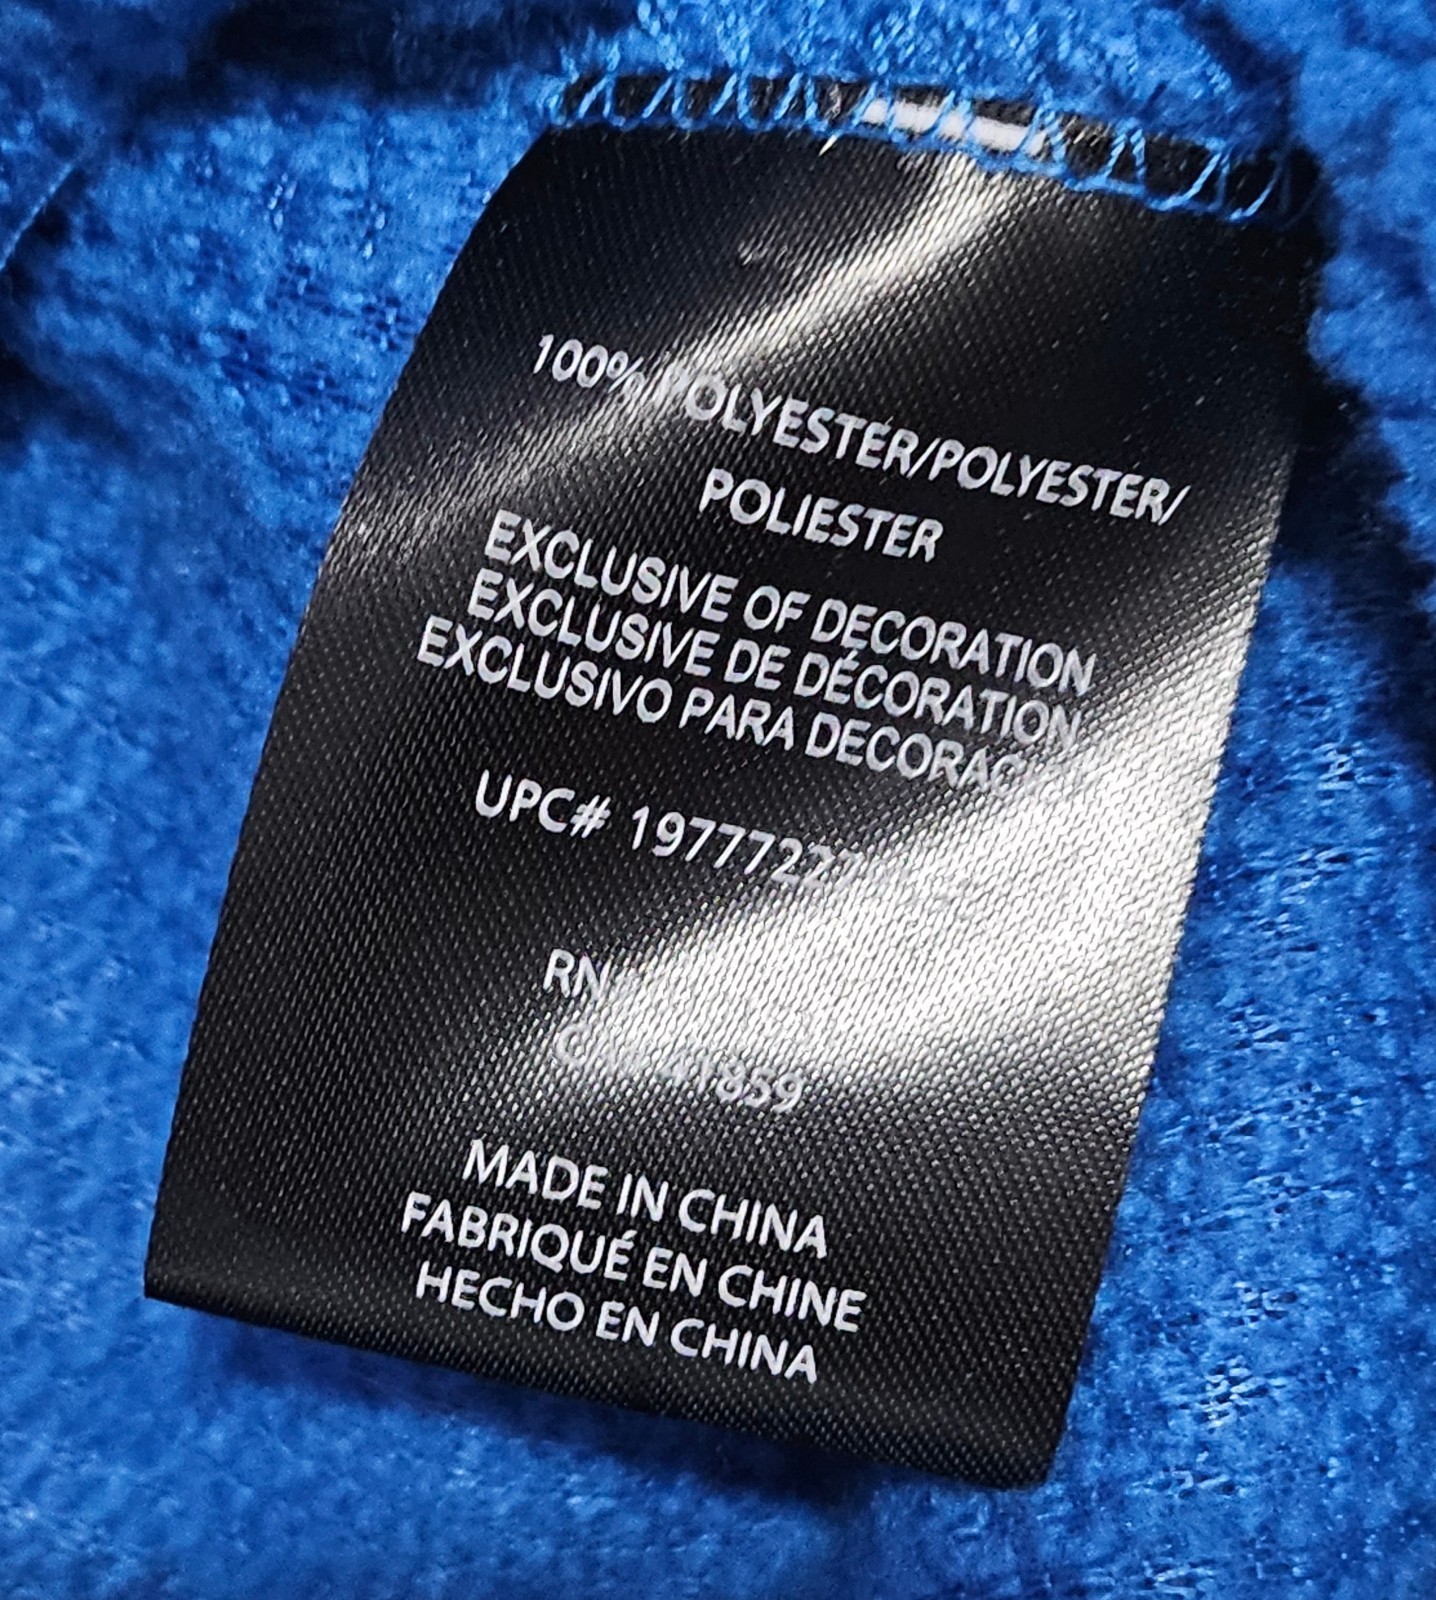 100% POLYESTER/POLYESTER/
POLIESTER
EXCLUSIVE OF DECORATION
EXCLUSIVE DE DÉCORATION
EXCLUSIVO PARA
UPC#
MADE IN CHINA
FABRIQUÉ EN CHINE
HECHO EN CHINA